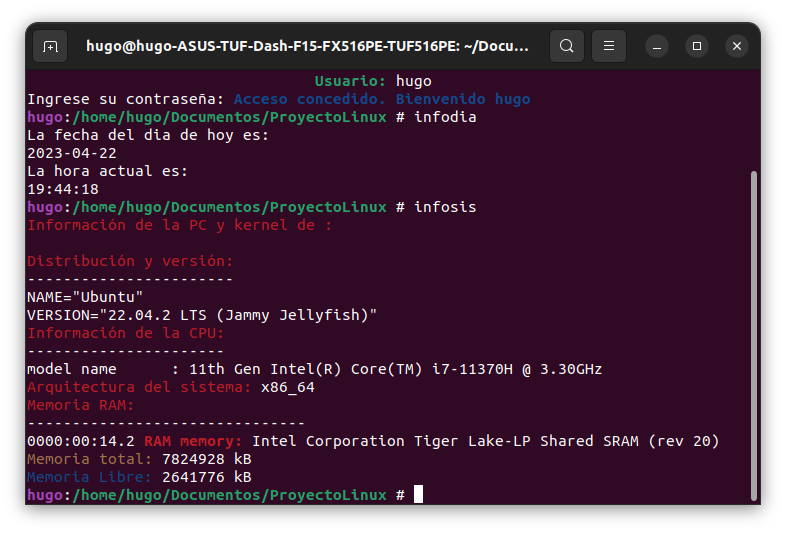 hugo@hugo-ASUS-TUF-Dash-F15-FX516PE-TUF516PE: ~/Docu...
Usuario: hugo
Ingrese su contraseña: Acceso concedido. Bienvenido hugo
hugo:/home/hugo/Documentos/ProyectoLinux # infodia
La fecha del dia de hoy es:
2023-04-22
La hora actual es:
19:44:18
hugo:/home/hugo/Documentos/ProyectoLinux # infosis
Información de la PC y kernel de :
Distribución y versión:
-----------------------
NAME="Ubuntu"
VERSION="22.04.2 LTS (Jammy Jellyfish)"
Información de la CPU:
----------------------
model name      : 11th Gen Intel(R) Core(TM) i7-11370H @ 3.30GHz
Arquitectura del sistema: x86_64
Memoria RAM:
-------------------------------
0000:00:14.2 RAM memory: Intel Corporation Tiger Lake-LP Shared SRAM (rev 20)
Memoria total: 7824928 kB
Memoria Libre: 2641776 kB
hugo:/home/hugo/Documentos/ProyectoLinux #